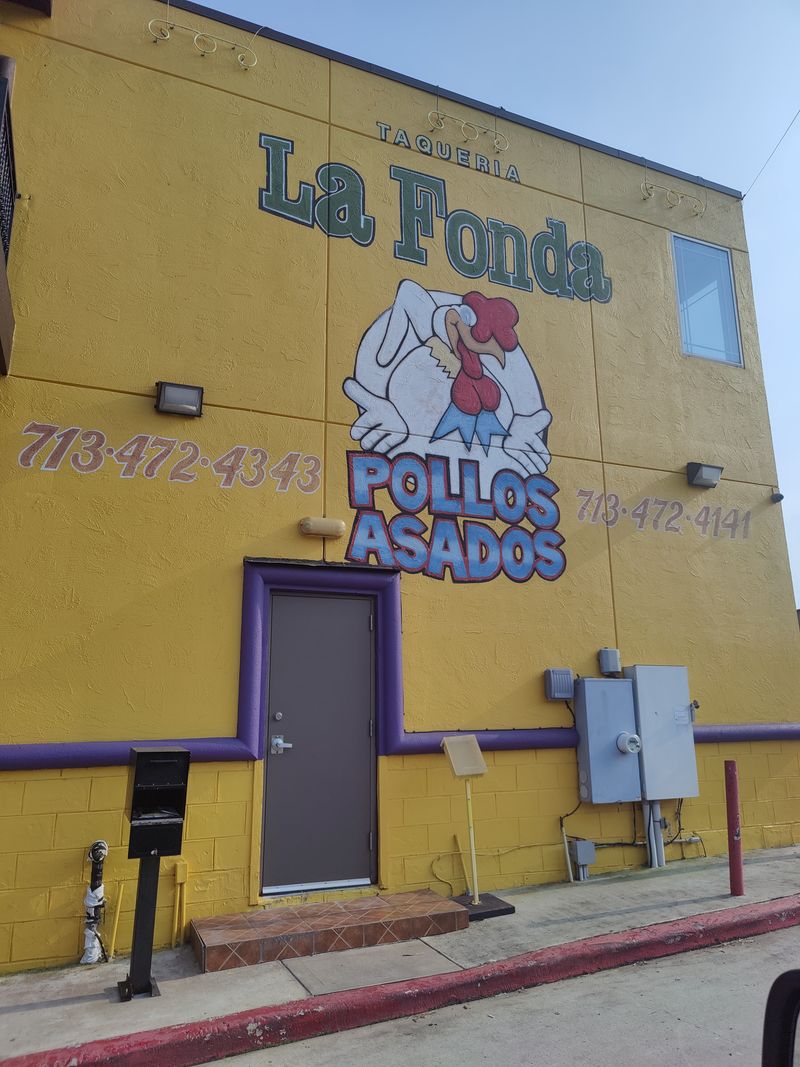 TAQUERIA
La Fonda
713·472·4343
POLLOS
ASADOS
713·472·4141